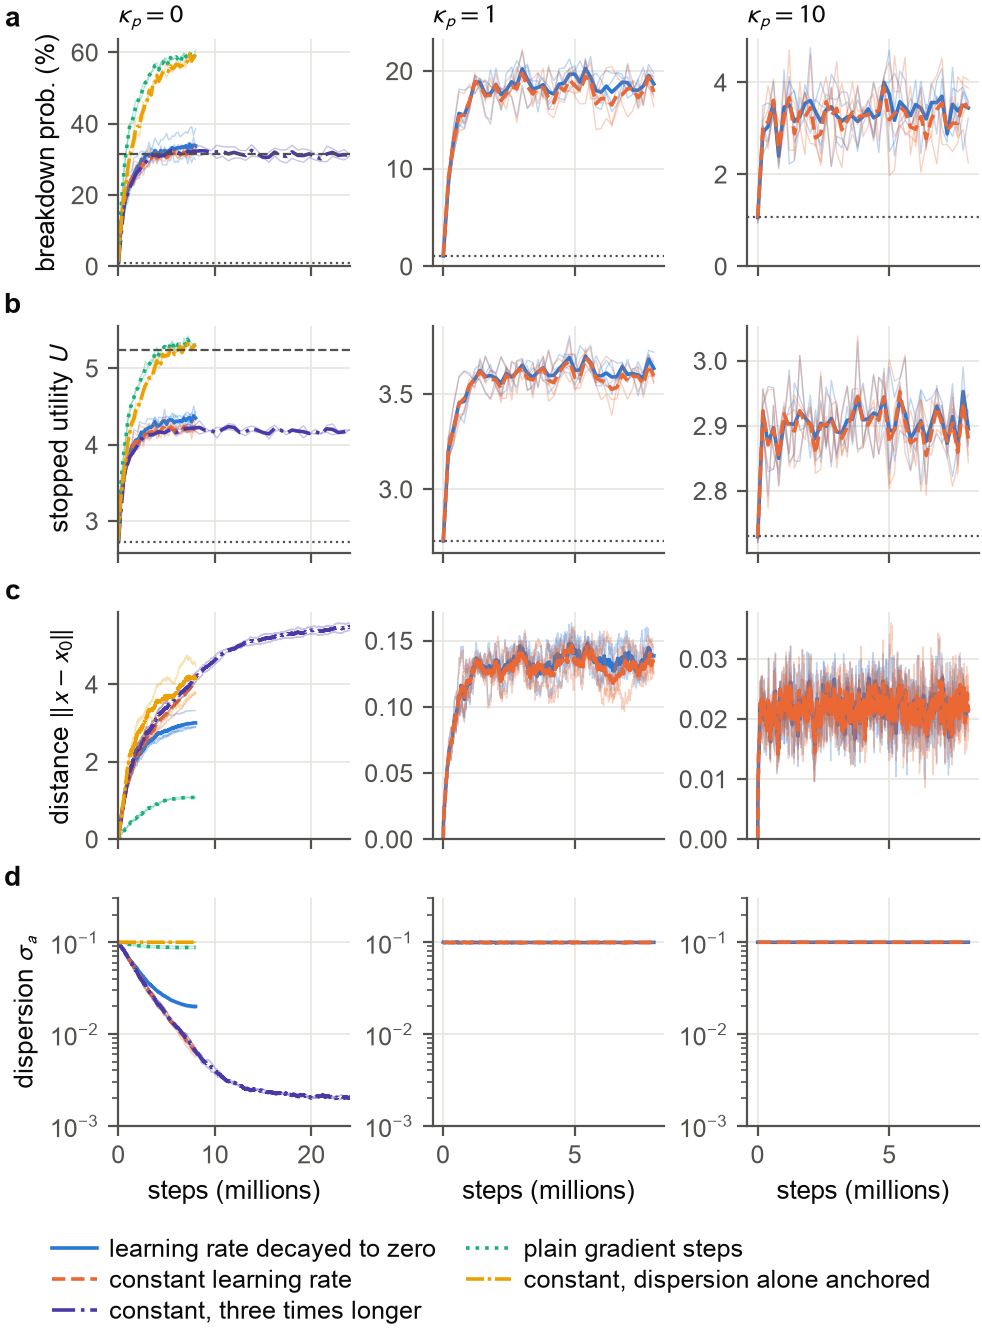 a
κp = 0
κp = 1
κp = 10
breakdown prob. (%)
60
40
20
0
20
10
0
4
2
0
b
stopped utility U
5
4
3
3.5
3.0
3.0
2.9
2.8
c
distance || x − x0||
4
2
0
0.15
0.10
0.05
0.00
0.03
0.02
0.01
0.00
d
dispersion σa
10−1
10−2
10−3
10−1
10−2
10−3
10−1
10−2
10−3
0 10 20
0 5
0 5
steps (millions)
steps (millions)
steps (millions)
learning rate decayed to zero
constant learning rate
constant, three times longer
plain gradient steps
constant, dispersion alone anchored